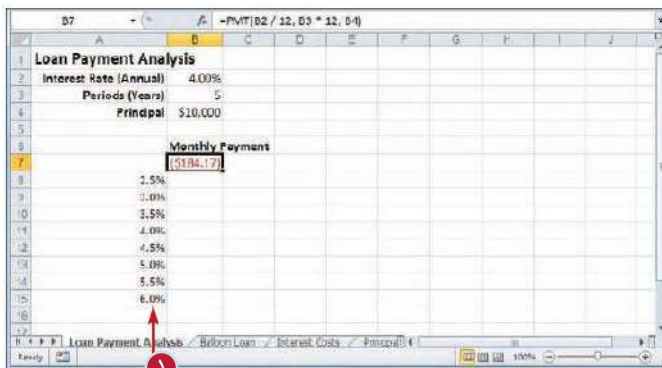 B7 fx =PMT(B2 / 12, B3 * 12, B4)
A B C D E F G H I J
1 Loan Payment Analysis
2 Interest Rate (Annual) 4.00%
3 Periods (Years) 5
4 Principal $10,000
5
6 Monthly Payment
7 ($184.17)
8 2.5%
9 3.0%
10 3.5%
11 4.0%
12 4.5%
13 5.0%
14 5.5%
15 6.0%
16
17
Loan Payment Analysis Balloon Loan Interest Costs Principal
Ready 100%